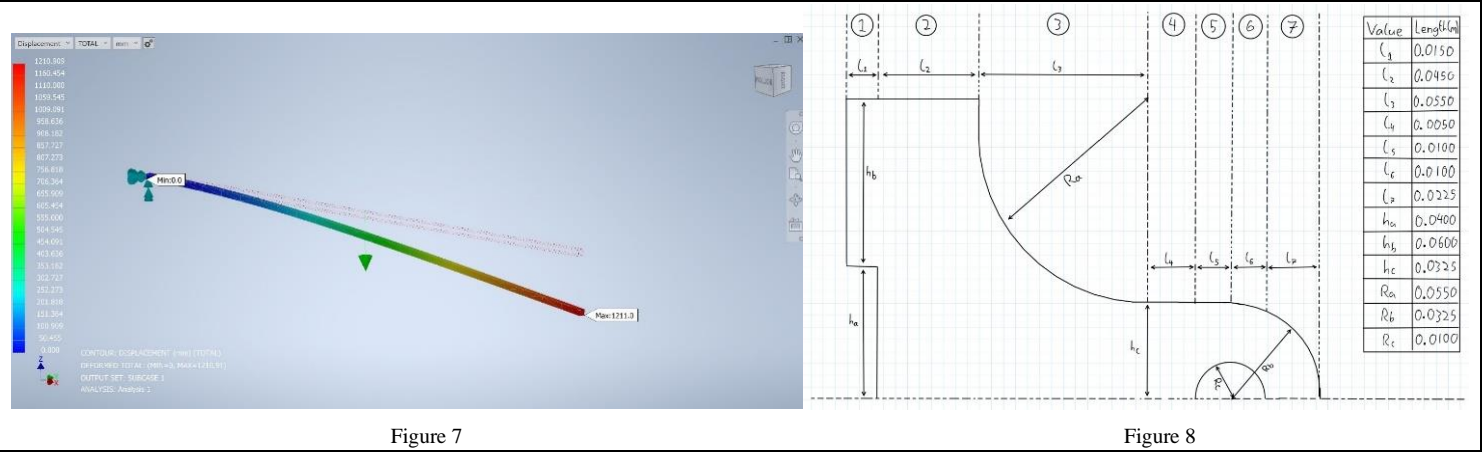 Displacement TOTAL mm
1210.909
1160.454
1110.000
1059.545
1009.091
958.636
908.182
857.727
807.273
756.818
706.364
655.909
605.454
555.000
504.545
454.091
403.636
353.182
302.727
252.273
201.818
151.364
100.909
50.455
0.000
Min:0.0
Max:1211.0
CONTOUR: DISPLACEMENT (mm) (TOTAL)
OUTPUT SET: SUBCASE 1
ANALYSIS: Analysis 1
Z
X
Figure 7
1 2 3 4 5 6 7
l₁ l₂ l₃
hb
Ra
l₄ l₅ l₆ l₇
ha
hc
Rc
Rb
Value Length(m)
l₁ 0.0150
l₂ 0.0450
l₃ 0.0550
l₄ 0.0050
l₅ 0.0100
l₆ 0.0100
l₇ 0.0225
ha 0.0400
hb 0.0600
hc 0.0325
Ra 0.0550
Rb 0.0325
Rc 0.0100
Figure 8